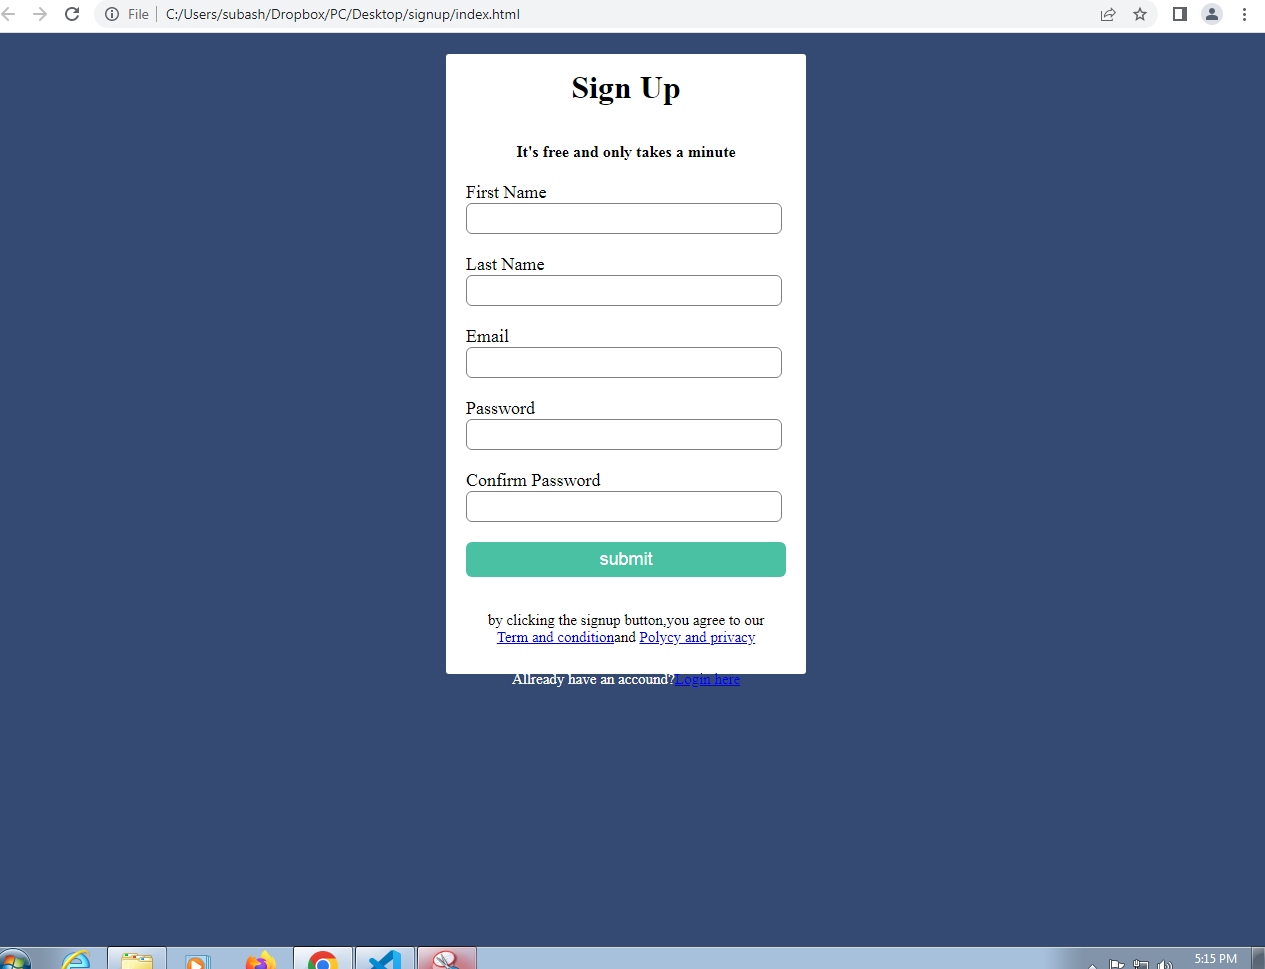 File C:/Users/subash/Dropbox/PC/Desktop/signup/index.html
Sign Up
It's free and only takes a minute
First Name
Last Name
Email
Password
Confirm Password
submit
by clicking the signup button,you agree to our
Term and conditionand Polycy and privacy
Allready have an accound?Login here
5:15 PM